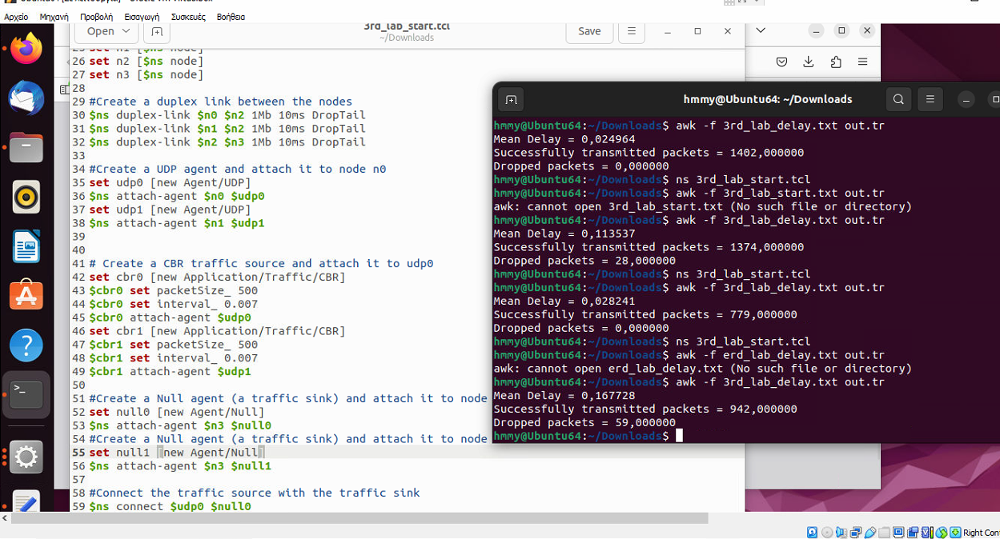 Αρχείο Μηχανή Προβολή Εισαγωγή Συσκευές Βοήθεια
Open
3rd_lab_start.tcl
~/Downloads
Save
26 set n2 [$ns node]
27 set n3 [$ns node]
28
29 #Create a duplex link between the nodes
30 $ns duplex-link $n0 $n2 1Mb 10ms DropTail
31 $ns duplex-link $n1 $n2 1Mb 10ms DropTail
32 $ns duplex-link $n2 $n3 1Mb 10ms DropTail
33
34 #Create a UDP agent and attach it to node n0
35 set udp0 [new Agent/UDP]
36 $ns attach-agent $n0 $udp0
37 set udp1 [new Agent/UDP]
38 $ns attach-agent $n1 $udp1
39
40
41 # Create a CBR traffic source and attach it to udp0
42 set cbr0 [new Application/Traffic/CBR]
43 $cbr0 set packetSize_ 500
44 $cbr0 set interval_ 0.007
45 $cbr0 attach-agent $udp0
46 set cbr1 [new Application/Traffic/CBR]
47 $cbr1 set packetSize_ 500
48 $cbr1 set interval_ 0.007
49 $cbr1 attach-agent $udp1
50
51 #Create a Null agent (a traffic sink) and attach it to node
52 set null0 [new Agent/Null]
53 $ns attach-agent $n3 $null0
54 #Create a Null agent (a traffic sink) and attach it to node
55 set null1 [new Agent/Null]
56 $ns attach-agent $n3 $null1
57
58 #Connect the traffic source with the traffic sink
59 $ns connect $udp0 $null0
hmmy@Ubuntu64: ~/Downloads
hmmy@Ubuntu64:~/Downloads$ awk -f 3rd_lab_delay.txt out.tr
Mean Delay = 0,024964
Successfully transmitted packets = 1402,000000
Dropped packets = 0,000000
hmmy@Ubuntu64:~/Downloads$ ns 3rd_lab_start.tcl
hmmy@Ubuntu64:~/Downloads$ awk -f 3rd_lab_start.txt out.tr
awk: cannot open 3rd_lab_start.txt (No such file or directory)
hmmy@Ubuntu64:~/Downloads$ awk -f 3rd_lab_delay.txt out.tr
Mean Delay = 0,113537
Successfully transmitted packets = 1374,000000
Dropped packets = 28,000000
hmmy@Ubuntu64:~/Downloads$ ns 3rd_lab_start.tcl
hmmy@Ubuntu64:~/Downloads$ awk -f 3rd_lab_delay.txt out.tr
Mean Delay = 0,028241
Successfully transmitted packets = 779,000000
Dropped packets = 0,000000
hmmy@Ubuntu64:~/Downloads$ ns 3rd_lab_start.tcl
hmmy@Ubuntu64:~/Downloads$ awk -f erd_lab_delay.txt out.tr
awk: cannot open erd_lab_delay.txt (No such file or directory)
hmmy@Ubuntu64:~/Downloads$ awk -f 3rd_lab_delay.txt out.tr
Mean Delay = 0,167728
Successfully transmitted packets = 942,000000
Dropped packets = 59,000000
hmmy@Ubuntu64:~/Downloads$
Right Con